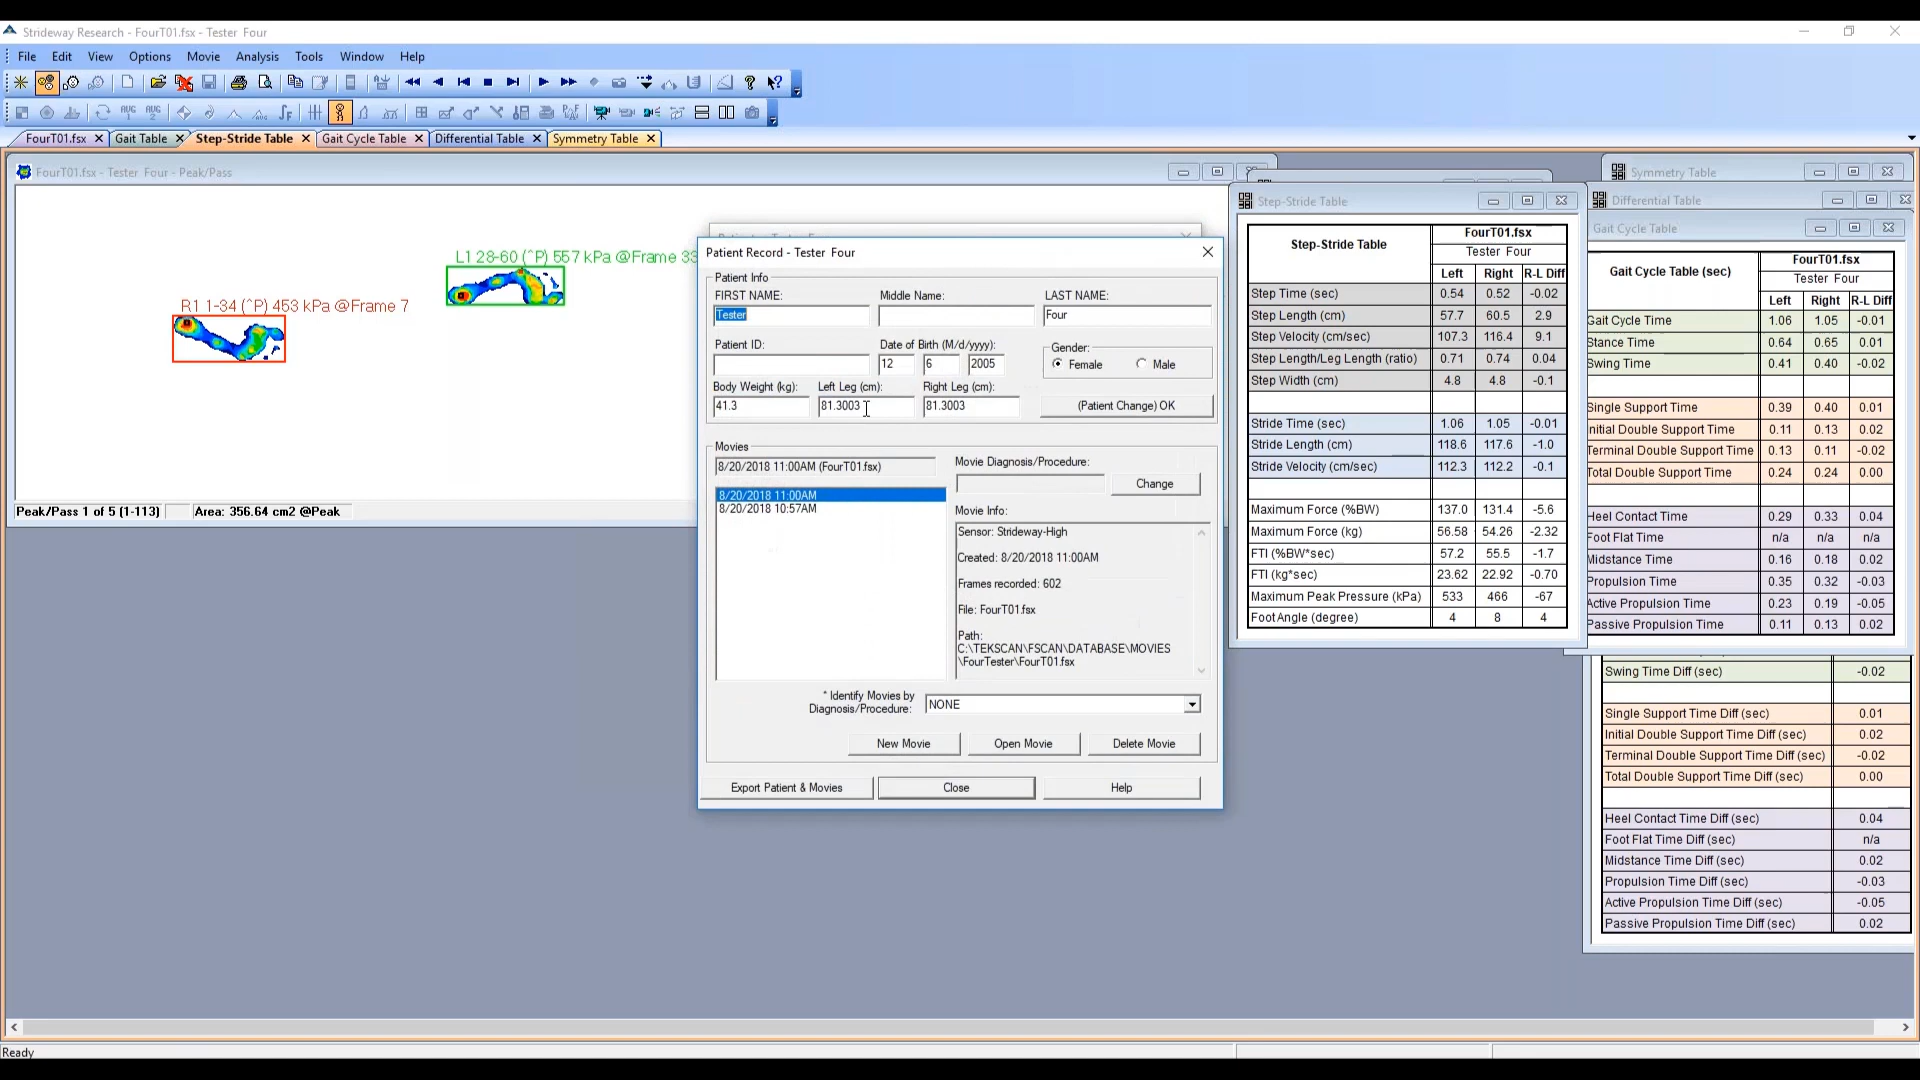 Strideway Research - FourT01.fsx - Tester Four
File Edit View Options Movie Analysis Tools Window Help
FourT01.fsx Gait Table Step-Stride Table Gait Cycle Table Differential Table Symmetry Table
FourT01.fsx - Tester Four - Peak/Pass
R1 1-34 (^P) 453 kPa @Frame 7
L1 28-60 (^P) 557 kPa @Frame 33
Peak/Pass 1 of 5 (1-113) Area: 356.64 cm2 @Peak
Patient Record - Tester Four
Patient Info
FIRST NAME: Middle Name: LAST NAME:
Tester Four
Patient ID: Date of Birth (M/d/yyyy): Gender:
12 6 2005 Female Male
Body Weight (kg): Left Leg (cm): Right Leg (cm):
41.3 81.3003 81.3003 (Patient Change) OK
Movies
8/20/2018 11:00AM (FourT01.fsx)
8/20/2018 11:00AM
8/20/2018 10:57AM
Movie Diagnosis/Procedure:
Change
Movie Info:
Sensor: Strideway-High
Created: 8/20/2018 11:00AM
Frames recorded: 602
File: FourT01.fsx
Path:
C:\TEKSCAN\FSCAN\DATABASE\MOVIES
\FourTester\FourT01.fsx
* Identify Movies by
Diagnosis/Procedure: NONE
New Movie Open Movie Delete Movie
Export Patient & Movies Close Help
Step-Stride Table
Step-Stride Table FourT01.fsx
Tester Four
Left Right R-L Diff
Step Time (sec) 0.54 0.52 -0.02
Step Length (cm) 57.7 60.5 2.9
Step Velocity (cm/sec) 107.3 116.4 9.1
Step Length/Leg Length (ratio) 0.71 0.74 0.04
Step Width (cm) 4.8 4.8 -0.1
Stride Time (sec) 1.06 1.05 -0.01
Stride Length (cm) 118.6 117.6 -1.0
Stride Velocity (cm/sec) 112.3 112.2 -0.1
Maximum Force (%BW) 137.0 131.4 -5.6
Maximum Force (kg) 56.58 54.26 -2.32
FTI (%BW*sec) 57.2 55.5 -1.7
FTI (kg*sec) 23.62 22.92 -0.70
Maximum Peak Pressure (kPa) 533 466 -67
Foot Angle (degree) 4 8 4
Symmetry Table
Differential Table
Gait Cycle Table
Gait Cycle Table (sec) FourT01.fsx
Tester Four
Left Right R-L Diff
Gait Cycle Time 1.06 1.05 -0.01
Stance Time 0.64 0.65 0.01
Swing Time 0.41 0.40 -0.02
Single Support Time 0.39 0.40 0.01
Initial Double Support Time 0.11 0.13 0.02
Terminal Double Support Time 0.13 0.11 -0.02
Total Double Support Time 0.24 0.24 0.00
Heel Contact Time 0.29 0.33 0.04
Foot Flat Time n/a n/a n/a
Midstance Time 0.16 0.18 0.02
Propulsion Time 0.35 0.32 -0.03
Active Propulsion Time 0.23 0.19 -0.05
Passive Propulsion Time 0.11 0.13 0.02
Swing Time Diff (sec) -0.02
Single Support Time Diff (sec) 0.01
Initial Double Support Time Diff (sec) 0.02
Terminal Double Support Time Diff (sec) -0.02
Total Double Support Time Diff (sec) 0.00
Heel Contact Time Diff (sec) 0.04
Foot Flat Time Diff (sec) n/a
Midstance Time Diff (sec) 0.02
Propulsion Time Diff (sec) -0.03
Active Propulsion Time Diff (sec) -0.05
Passive Propulsion Time Diff (sec) 0.02
Ready